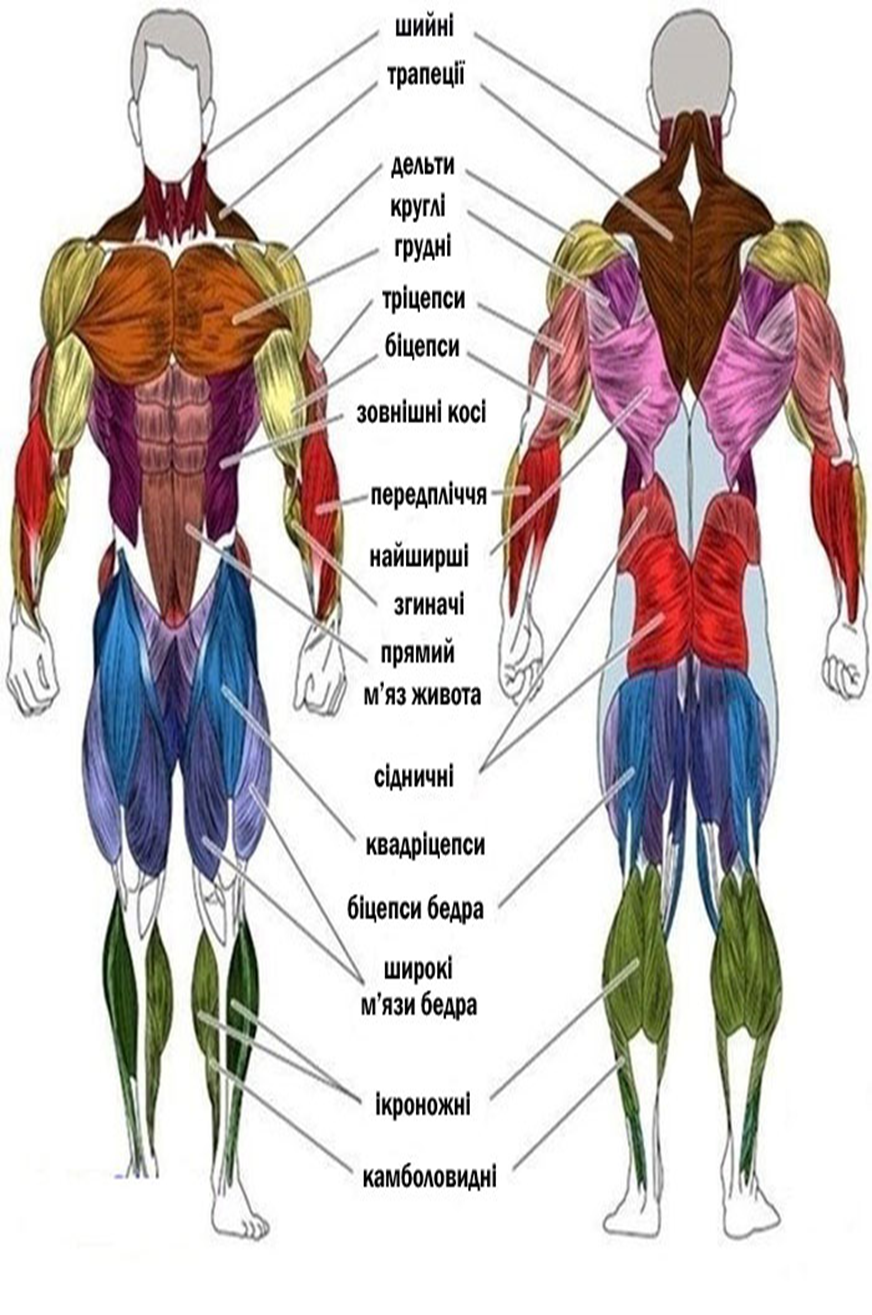 шийні
трапеції
дельти
круглі
грудні
тріцепси
біцепси
зовнішні косі
передпліччя
найширші
згиначі
прямий
м'яз живота
сідничні
квадріцепси
біцепси бедра
широкі
м'язи бедра
ікроножні
камболовидні